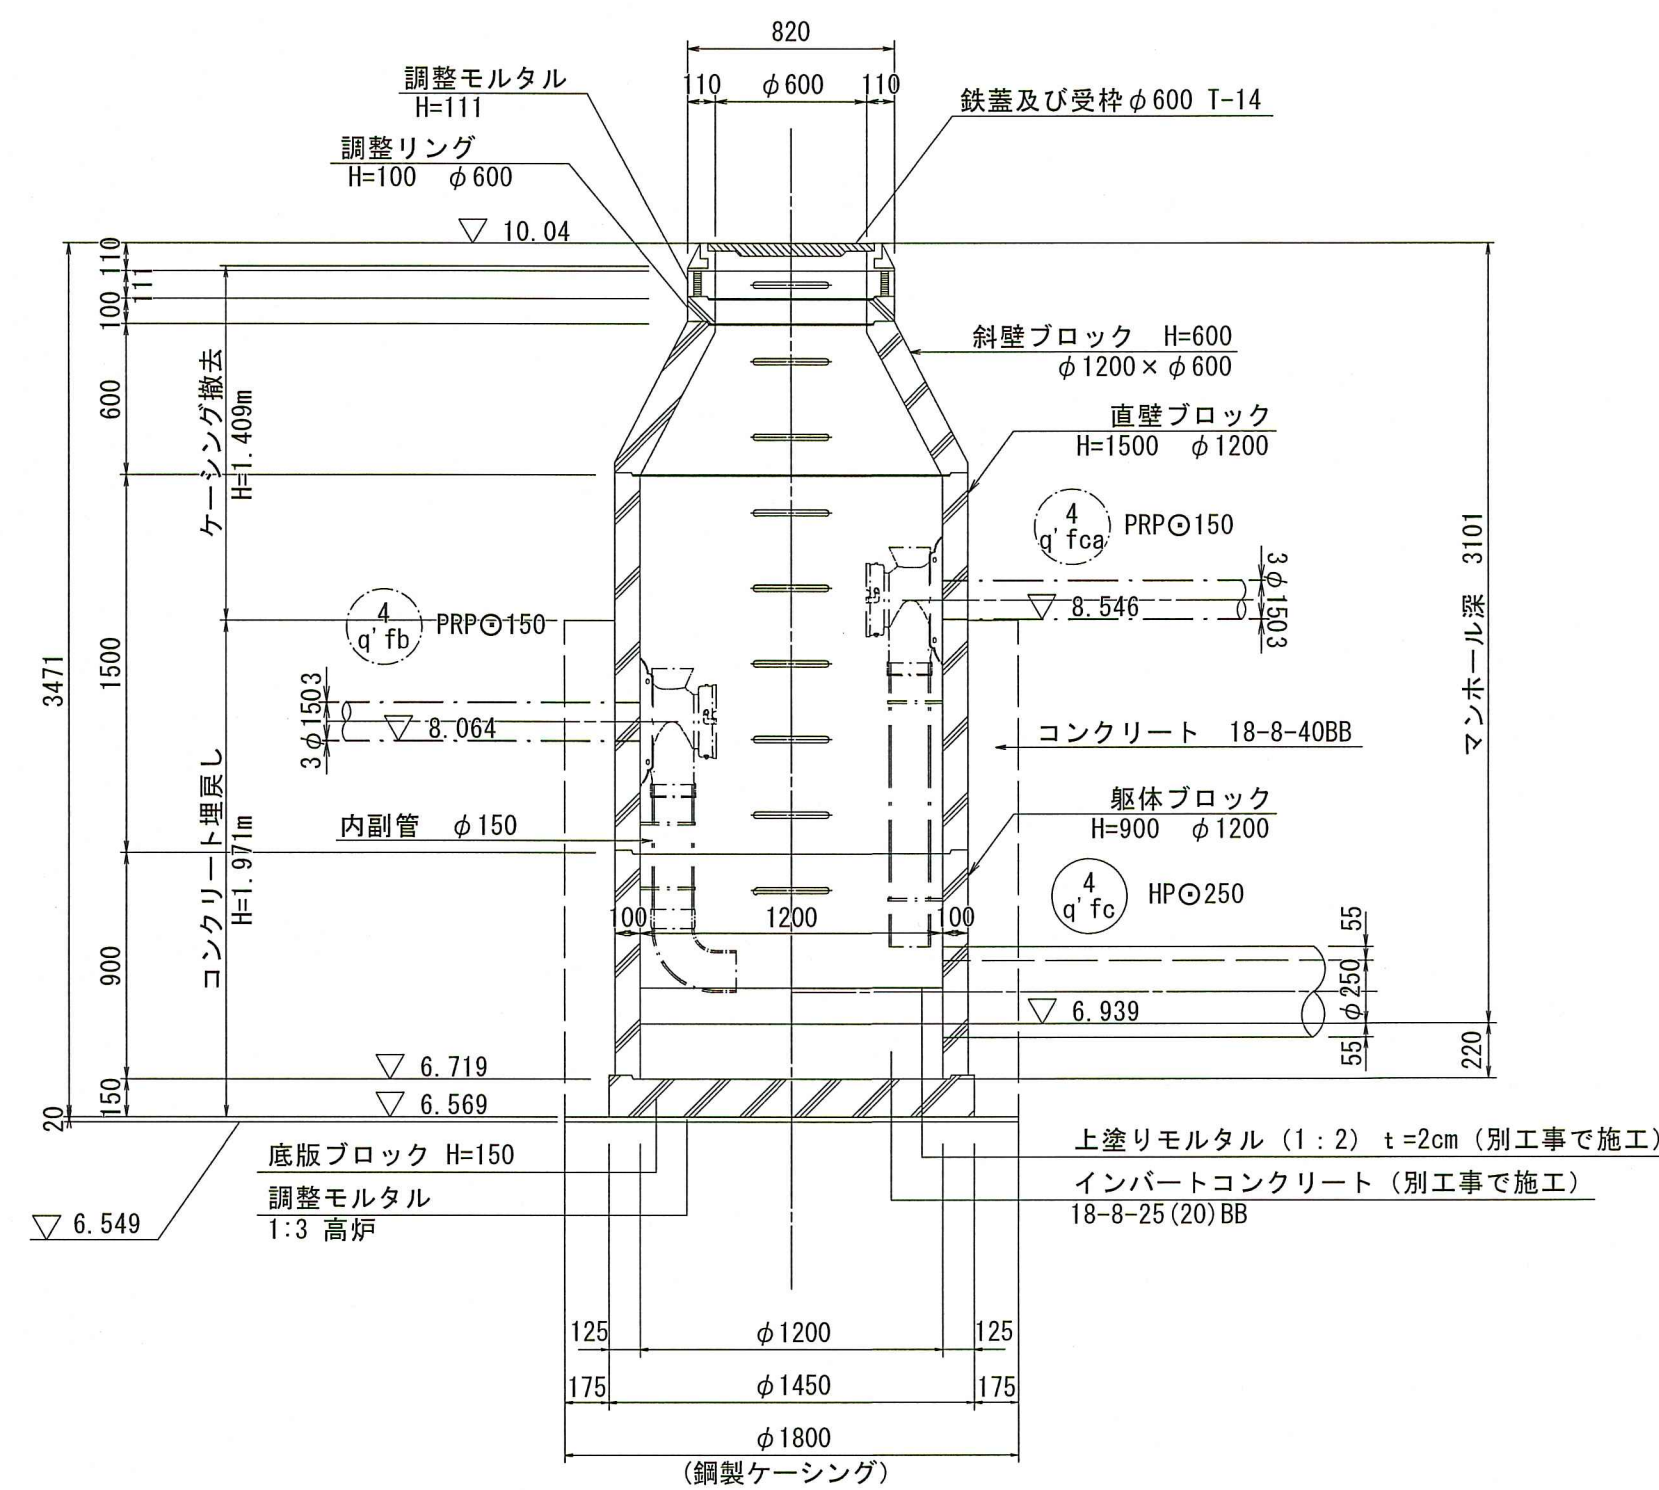 820
110 φ600 110
調整モルタル
H=111
鉄蓋及び受枠φ600 T-14
調整リング
H=100 φ600
10.04
110
111
100
600
1500
900
150
20
3471
ケーシング撤去
H=1.409m
コンクリート埋戻し
H=1.971m
斜壁ブロック H=600
φ1200×φ600
直壁ブロック
H=1500 φ1200
4
q'fca
PRP⊙150
3
φ150
3
8.546
4
q'fb
PRP⊙150
3
φ150
3
8.064
マンホール深 3101
コンクリート 18-8-40BB
躯体ブロック
H=900 φ1200
内副管 φ150
4
q'fc
HP⊙250
100 1200 100
55
φ250
55
220
6.939
6.719
6.569
底版ブロック H=150
調整モルタル
1:3 高炉
6.549
上塗りモルタル (1:2) t=2cm (別工事で施工)
インバートコンクリート (別工事で施工)
18-8-25(20)BB
125 φ1200 125
175 φ1450 175
φ1800
(鋼製ケーシング)